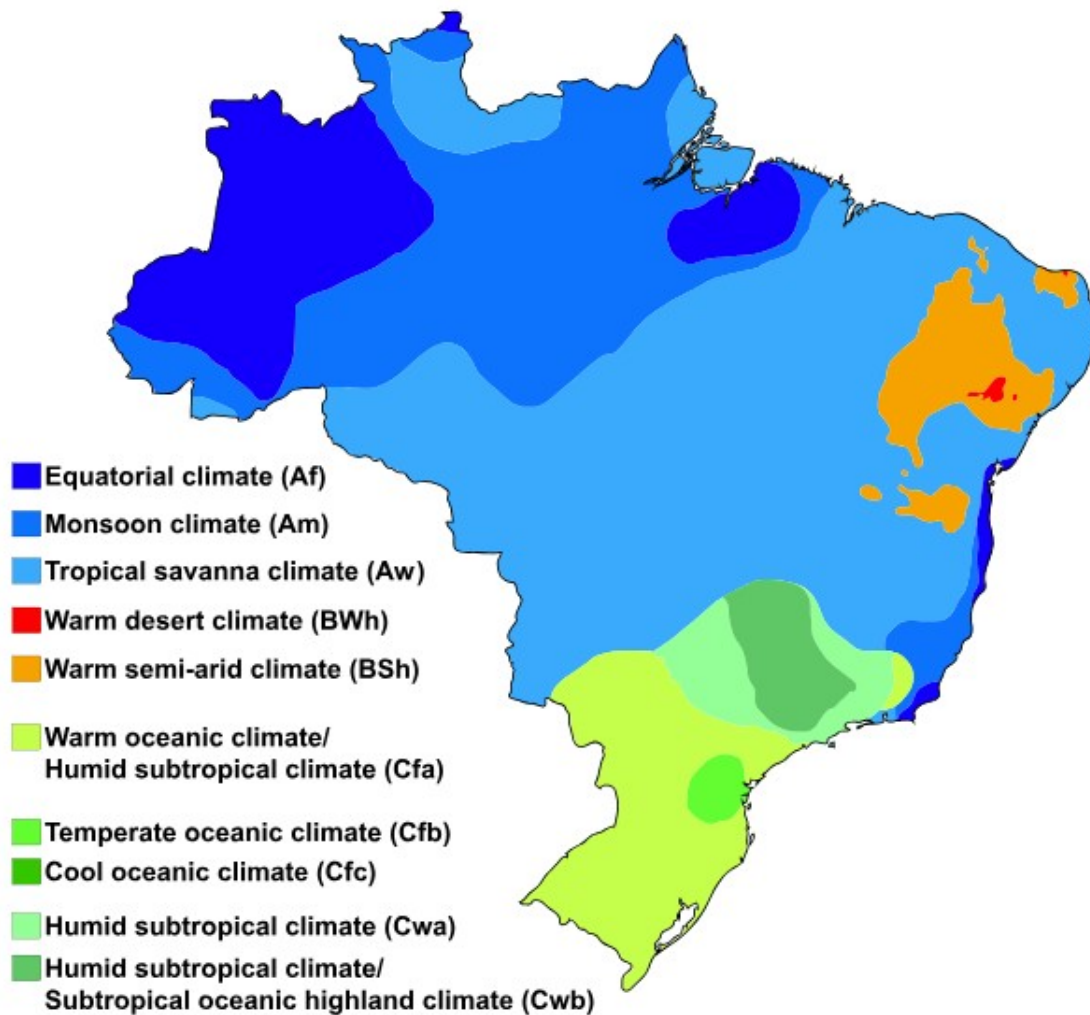 Equatorial climate (Af)
Monsoon climate (Am)
Tropical savanna climate (Aw)
Warm desert climate (BWh)
Warm semi-arid climate (BSh)
Warm oceanic climate/
Humid subtropical climate (Cfa)
Temperate oceanic climate (Cfb)
Cool oceanic climate (Cfc)
Humid subtropical climate (Cwa)
Humid subtropical climate/
Subtropical oceanic highland climate (Cwb)